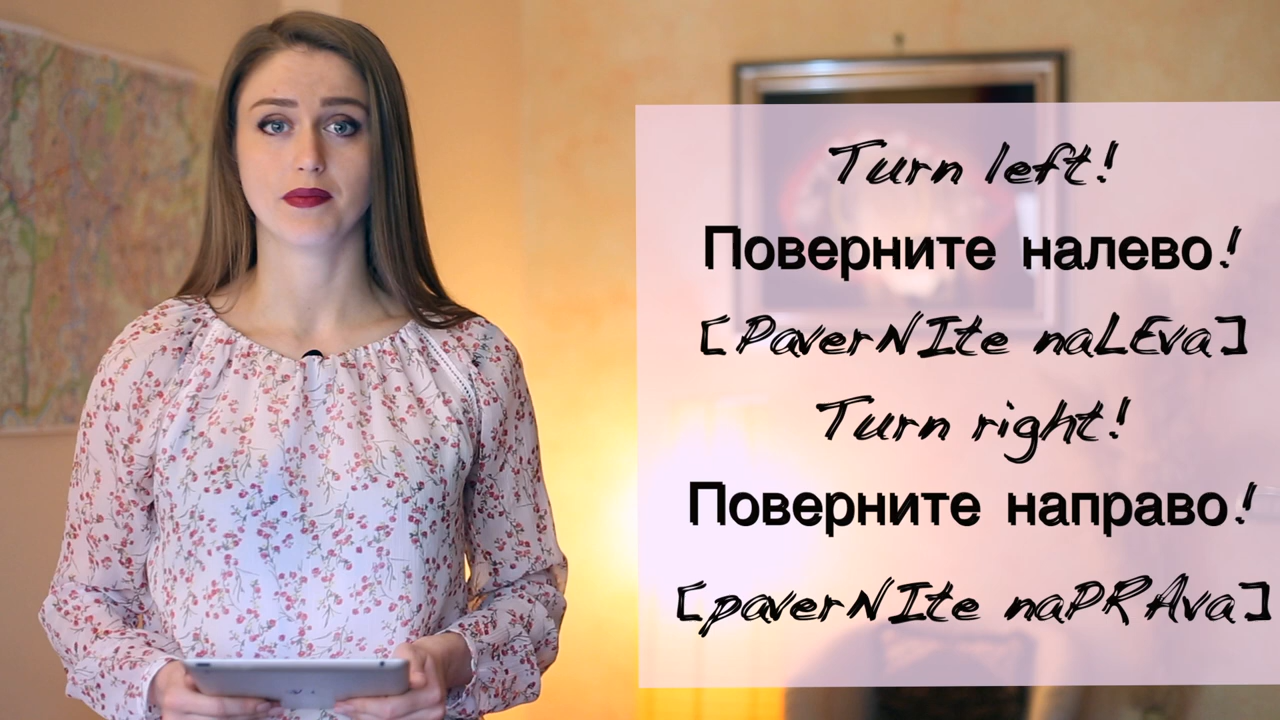 Turn left!
Поверните налево!
[PaverNIte naLEva]
Turn right!
Поверните направо!
[paverNIte naPRAva]